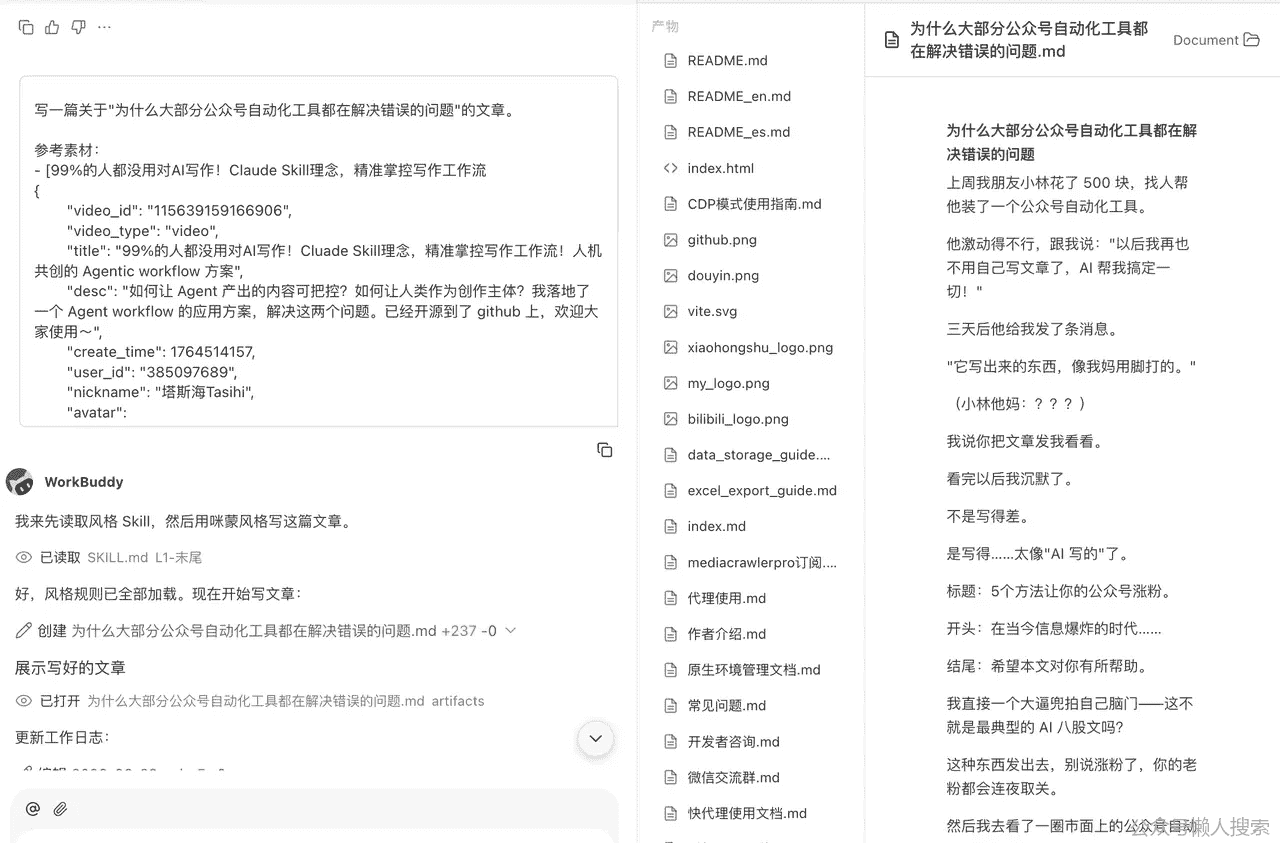 写一篇关于"为什么大部分公众号自动化工具都在解决错误的问题"的文章。
参考素材：
- [99%的人都没用对AI写作！Claude Skill理念，精准掌控写作工作流
{
"video_id": "115639159166906",
"video_type": "video",
"title": "99%的人都没用对AI写作！Cluade Skill理念，精准掌控写作工作流！人机
共创的 Agentic workflow 方案",
"desc": "如何让 Agent 产出的内容可把控？如何让人类作为创作主体？我落地了
一个 Agent workflow 的应用方案，解决这两个问题。已经开源到了 github 上，欢迎大
家使用～",
"create_time": 1764514157,
"user_id": "385097689",
"nickname": "塔斯海Tasihi",
"avatar":
WorkBuddy
我来先读取风格 Skill，然后用咪蒙风格写这篇文章。
已读取 SKILL.md L1-末尾
好，风格规则已全部加载。现在开始写文章：
创建 为什么大部分公众号自动化工具都在解决错误的问题.md +237 -0
展示写好的文章
已打开 为什么大部分公众号自动化工具都在解决错误的问题.md artifacts
更新工作日志：
@
产物
README.md
README_en.md
README_es.md
index.html
CDP模式使用指南.md
github.png
douyin.png
vite.svg
xiaohongshu_logo.png
my_logo.png
bilibili_logo.png
data_storage_guide....
excel_export_guide.md
index.md
mediacrawlerpro订阅....
代理使用.md
作者介绍.md
原生环境管理文档.md
常见问题.md
开发者咨询.md
微信交流群.md
快代理使用文档.md
为什么大部分公众号自动化工具都
在解决错误的问题.md
Document
为什么大部分公众号自动化工具都在解
决错误的问题
上周我朋友小林花了 500 块，找人帮
他装了一个公众号自动化工具。
他激动得不行，跟我说："以后我再也
不用自己写文章了，AI 帮我搞定一
切！"
三天后他给我发了条消息。
"它写出来的东西，像我妈用脚打的。"
（小林他妈：？？？）
我说你把文章发我看看。
看完以后我沉默了。
不是写得差。
是写得……太像"AI 写的"了。
标题：5个方法让你的公众号涨粉。
开头：在当今信息爆炸的时代……
结尾：希望本文对你有所帮助。
我直接一个大逼兜拍自己脑门——这不
就是最典型的 AI 八股文吗？
这种东西发出去，别说涨粉了，你的老
粉都会连夜取关。
然后我去看了一圈市面上的公众号自动
公众号懒人搜索